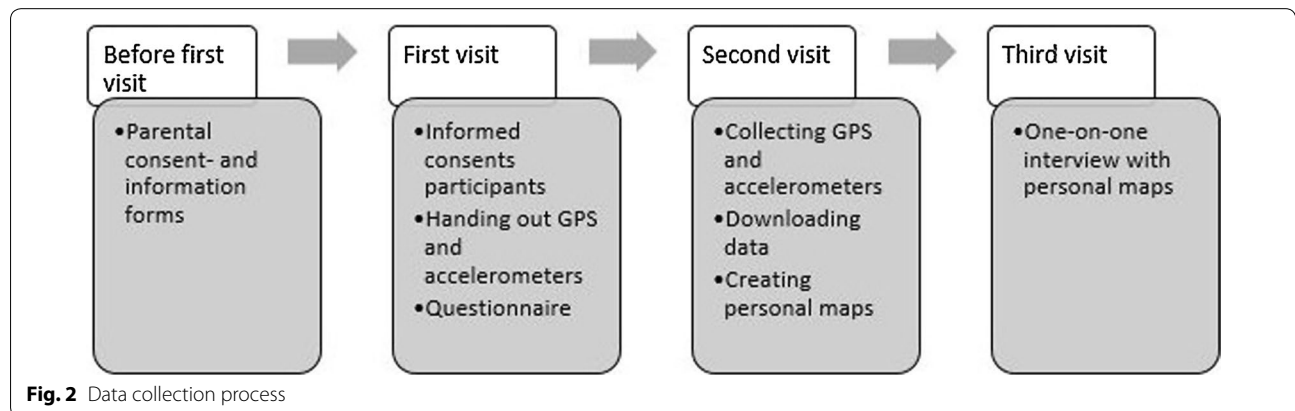 Before first
visit
•Parental
consent- and
information
forms
First visit
•Informed
consents
participants
•Handing out GPS
and
accelerometers
•Questionnaire
Second visit
•Collecting GPS
and
accelerometers
•Downloading
data
•Creating
personal maps
Third visit
•One-on-one
interview with
personal maps
Fig. 2 Data collection process